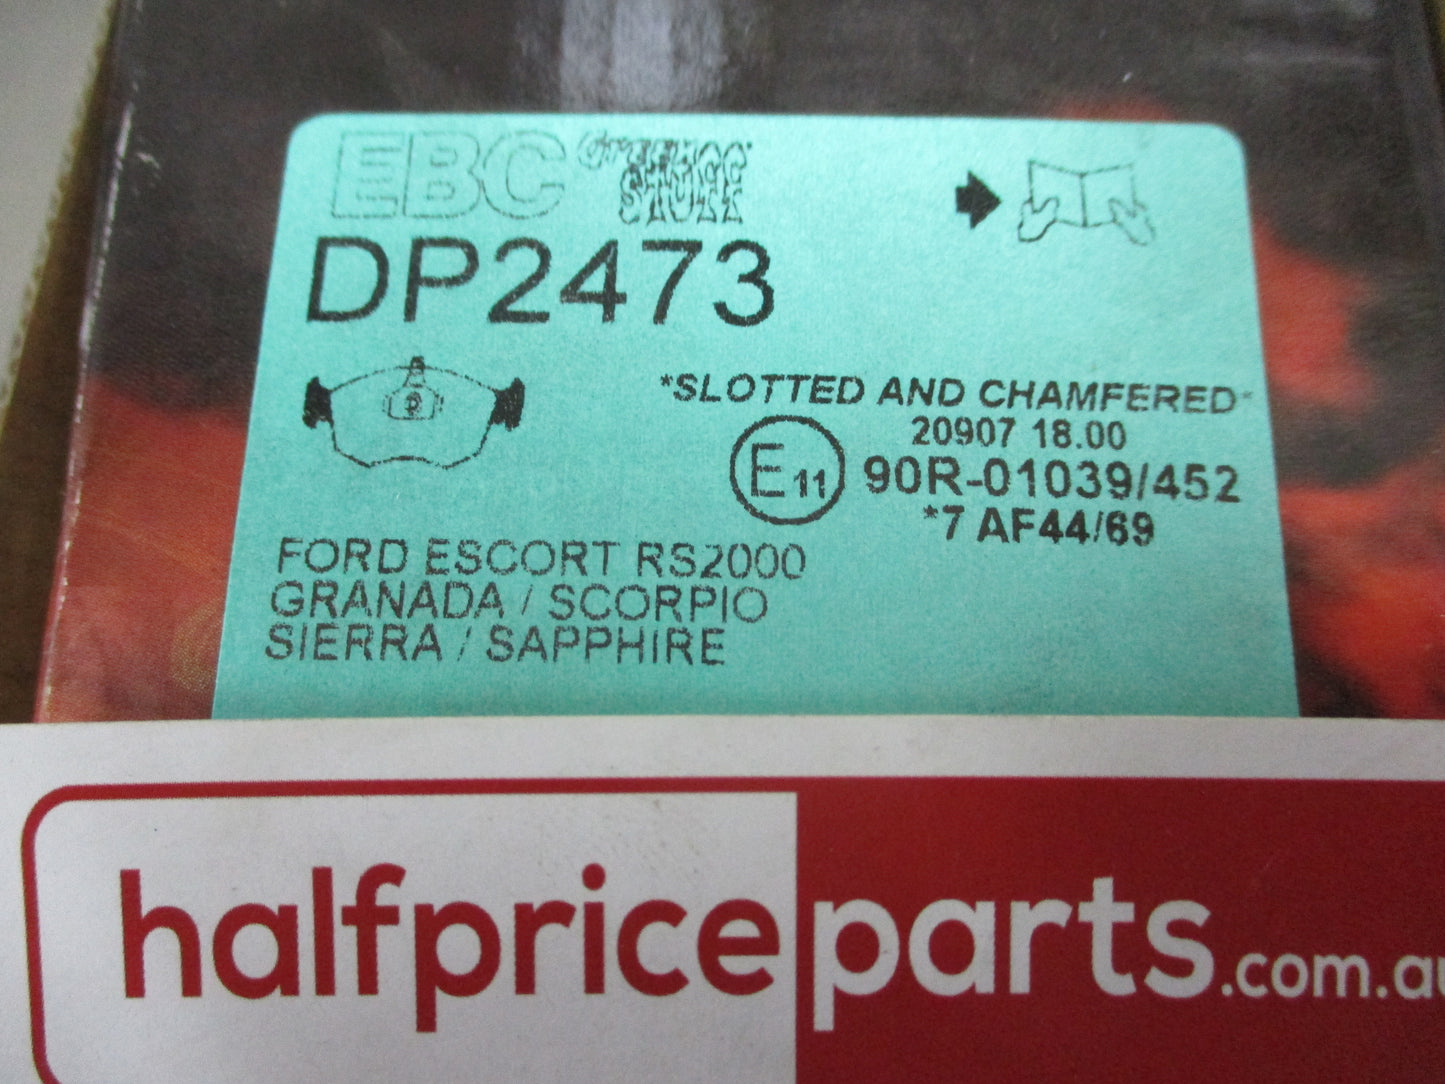 EBC Greenstuff
DP2473
*SLOTTED AND CHAMFERED*
20907 18.00
E11 90R-01039/452
*7 AF44/69
FORD ESCORT RS2000
GRANADA / SCORPIO
SIERRA / SAPPHIRE
halfpriceparts.com.au